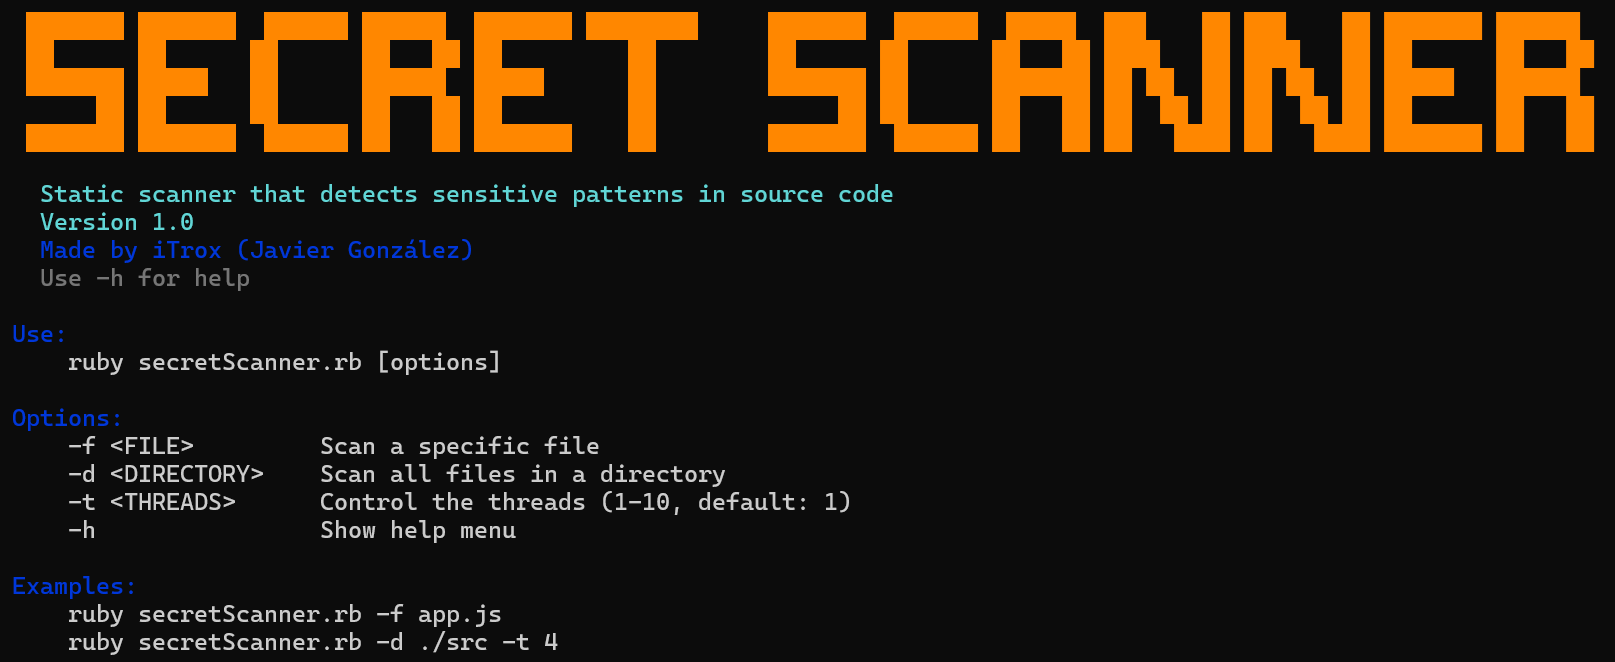 SECRET SCANNER
Static scanner that detects sensitive patterns in source code
Version 1.0
Made by iTrox (Javier González)
Use -h for help
Use:
ruby secretScanner.rb [options]
Options:
-f <FILE> Scan a specific file
-d <DIRECTORY> Scan all files in a directory
-t <THREADS> Control the threads (1-10, default: 1)
-h Show help menu
Examples:
ruby secretScanner.rb -f app.js
ruby secretScanner.rb -d ./src -t 4